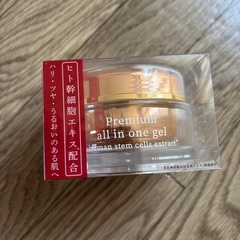 ヒト幹細胞エキス配合
ハリ・ツヤ・うるおいのある肌へ
Premium
all in one gel
human stem cells extract*